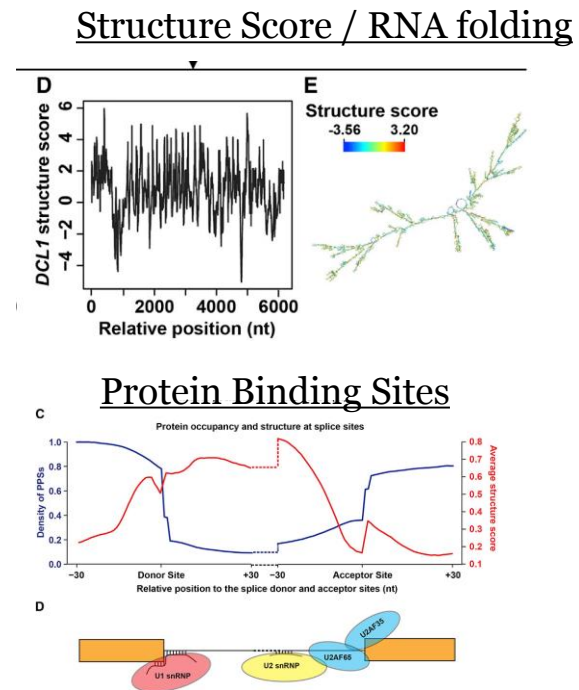 Structure Score / RNA folding
D
E
DCL1 structure score
6
4
2
0
−2
−4
0 2000 4000 6000
Relative position (nt)
Structure score
-3.56 3.20
Protein Binding Sites
C
Protein occupancy and structure at splice sites
Density of PPSs
1.0
0.8
0.6
0.4
0.2
0.0
Average structure score
0.8
0.7
0.6
0.5
0.4
0.3
0.2
0.1
−30 Donor Site +30 −30 Acceptor Site +30
Relative position to the splice donor and acceptor sites (nt)
D
U1 snRNP
U2 snRNP
U2AF65
U2AF35